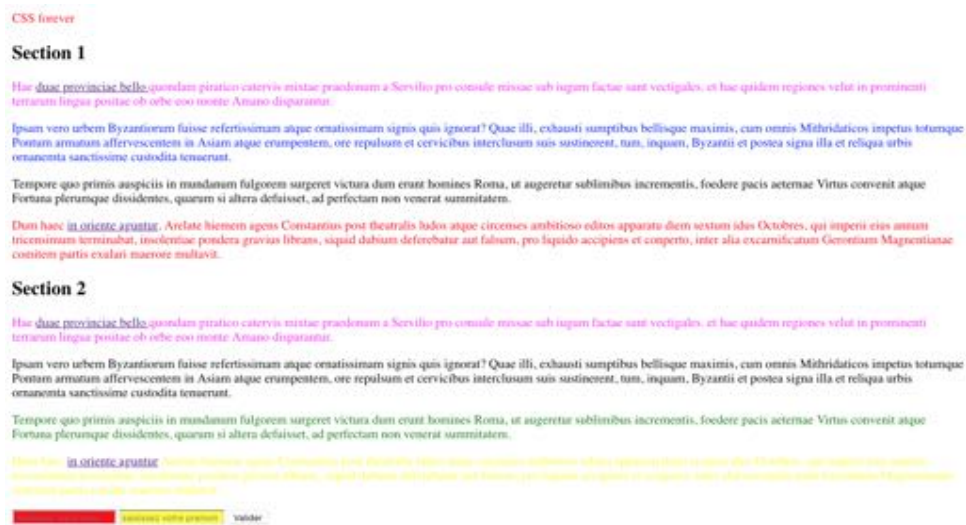 CSS forever
Section 1
Hae duae provinciae bello quondam piratico catervis mixtae praedonum a Servilio pro consule missae sub iugum factae sunt vectigales. et hae quidem regiones velut in prominenti
terrarum lingua positae ob orbe eoo monte Amano disparantur.
Ipsam vero urbem Byzantiorum fuisse refertissimam atque ornatissimam signis quis ignorat? Quae illi, exhausti sumptibus bellisque maximis, cum omnis Mithridaticos impetus totumque
Pontum armatum affervescentem in Asiam atque erumpentem, ore repulsum et cervicibus interclusum suis sustinerent, tum, inquam, Byzantii et postea signa illa et reliqua urbis
ornanemta sanctissime custodita tenuerunt.
Tempore quo primis auspiciis in mundanum fulgorem surgeret victura dum erunt homines Roma, ut augeretur sublimibus incrementis, foedere pacis aeternae Virtus convenit atque
Fortuna plerumque dissidentes, quarum si altera defuisset, ad perfectam non venerat summitatem.
Dum haec in oriente aguntur, Arelate hiemem agens Constantius post theatralis ludos atque circenses ambitioso editos apparatu diem sextum idus Octobres, qui imperii eius annum
tricensimum terminabat, insolentiae pondera gravius librans, siquid dubium deferebatur aut falsum, pro liquido accipiens et conperto, inter alia excarnificatum Gerontium Magnentianae
comitem partis exulari maerore multavit.
Section 2
Hae duae provinciae bello quondam piratico catervis mixtae praedonum a Servilio pro consule missae sub iugum factae sunt vectigales. et hae quidem regiones velut in prominenti
terrarum lingua positae ob orbe eoo monte Amano disparantur.
Ipsam vero urbem Byzantiorum fuisse refertissimam atque ornatissimam signis quis ignorat? Quae illi, exhausti sumptibus bellisque maximis, cum omnis Mithridaticos impetus totumque
Pontum armatum affervescentem in Asiam atque erumpentem, ore repulsum et cervicibus interclusum suis sustinerent, tum, inquam, Byzantii et postea signa illa et reliqua urbis
ornanemta sanctissime custodita tenuerunt.
Tempore quo primis auspiciis in mundanum fulgorem surgeret victura dum erunt homines Roma, ut augeretur sublimibus incrementis, foedere pacis aeternae Virtus convenit atque
Fortuna plerumque dissidentes, quarum si altera defuisset, ad perfectam non venerat summitatem.
in oriente aguntur
saisissez votre prenom Valider